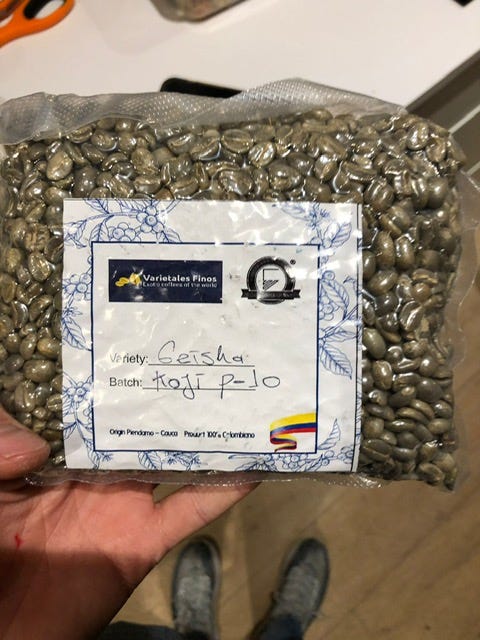 Varietales Finos
Exotic coffees of the world
Variety: Geisha
Batch: Koji p-10
Origin Piendamo - Cauca Product 100% Colombiano